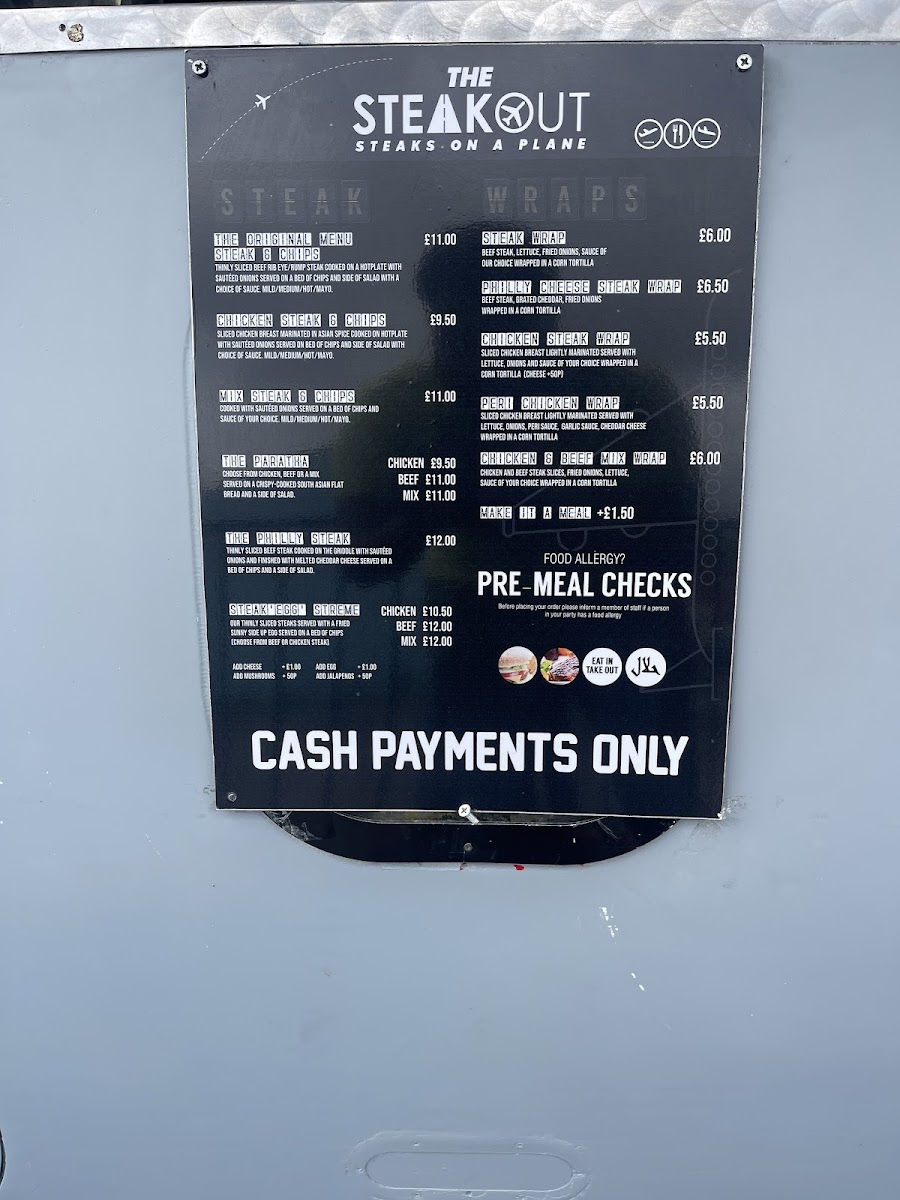 THE
STEAKOUT
STEAKS ON A PLANE
STEAK
THE ORIGINAL MENU £11.00
STEAK & CHIPS
THINLY SLICED BEEF RIB EYE/RUMP STEAK COOKED ON A HOTPLATE WITH
SAUTÉED ONIONS SERVED ON A BED OF CHIPS AND SIDE OF SALAD WITH A
CHOICE OF SAUCE. MILD/MEDIUM/HOT/MAYO.
CHICKEN STEAK & CHIPS £9.50
SLICED CHICKEN BREAST MARINATED IN ASIAN SPICE COOKED ON HOTPLATE
WITH SAUTÉED ONIONS SERVED ON BED OF CHIPS AND SIDE OF SALAD WITH
CHOICE OF SAUCE. MILD/MEDIUM/HOT/MAYO.
MIX STEAK & CHIPS £11.00
COOKED WITH SAUTÉED ONIONS SERVED ON A BED OF CHIPS AND
SAUCE OF YOUR CHOICE. MILD/MEDIUM/HOT/MAYO.
THE PARATHA CHICKEN £9.50
CHOOSE FROM CHICKEN, BEEF OR A MIX
SERVED ON A CRISPY-COOKED SOUTH ASIAN FLAT BEEF £11.00
BREAD AND A SIDE OF SALAD. MIX £11.00
THE PHILLY STEAK £12.00
THINLY SLICED BEEF STEAK COOKED ON THE GRIDDLE WITH SAUTÉED
ONIONS AND FINISHED WITH MELTED CHEDDAR CHEESE SERVED ON A
BED OF CHIPS AND A SIDE OF SALAD.
STEAK'EGG' STREME CHICKEN £10.50
OUR THINLY SLICED STEAKS SERVED WITH A FRIED BEEF £12.00
SUNNY SIDE UP EGG SERVED ON A BED OF CHIPS
(CHOOSE FROM BEEF OR CHICKEN STEAK) MIX £12.00
ADD CHEESE +£1.00 ADD EGG +£1.00
ADD MUSHROOMS +50P ADD JALAPENOS +50P
WRAPS
STEAK WRAP £6.00
BEEF STEAK, LETTUCE, FRIED ONIONS, SAUCE OF
OUR CHOICE WRAPPED IN A CORN TORTILLA
PHILLY CHEESE STEAK WRAP £6.50
BEEF STEAK, GRATED CHEDDAR, FRIED ONIONS
WRAPPED IN A CORN TORTILLA
CHICKEN STEAK WRAP £5.50
SLICED CHICKEN BREAST LIGHTLY MARINATED SERVED WITH
LETTUCE, ONIONS AND SAUCE OF YOUR CHOICE WRAPPED IN A
CORN TORTILLA (CHEESE +50P)
PERI CHICKEN WRAP £5.50
SLICED CHICKEN BREAST LIGHTLY MARINATED SERVED WITH
LETTUCE, ONIONS, PERI SAUCE, GARLIC SAUCE, CHEDDAR CHEESE
WRAPPED IN A CORN TORTILLA
CHICKEN & BEEF MIX WRAP £6.00
CHICKEN AND BEEF STEAK SLICES, FRIED ONIONS, LETTUCE,
SAUCE OF YOUR CHOICE WRAPPED IN A CORN TORTILLA
MAKE IT A MEAL +£1.50
FOOD ALLERGY?
PRE-MEAL CHECKS
Before placing your order please inform a member of staff if a person
in your party has a food allergy
EAT IN
TAKE OUT
حلال
CASH PAYMENTS ONLY